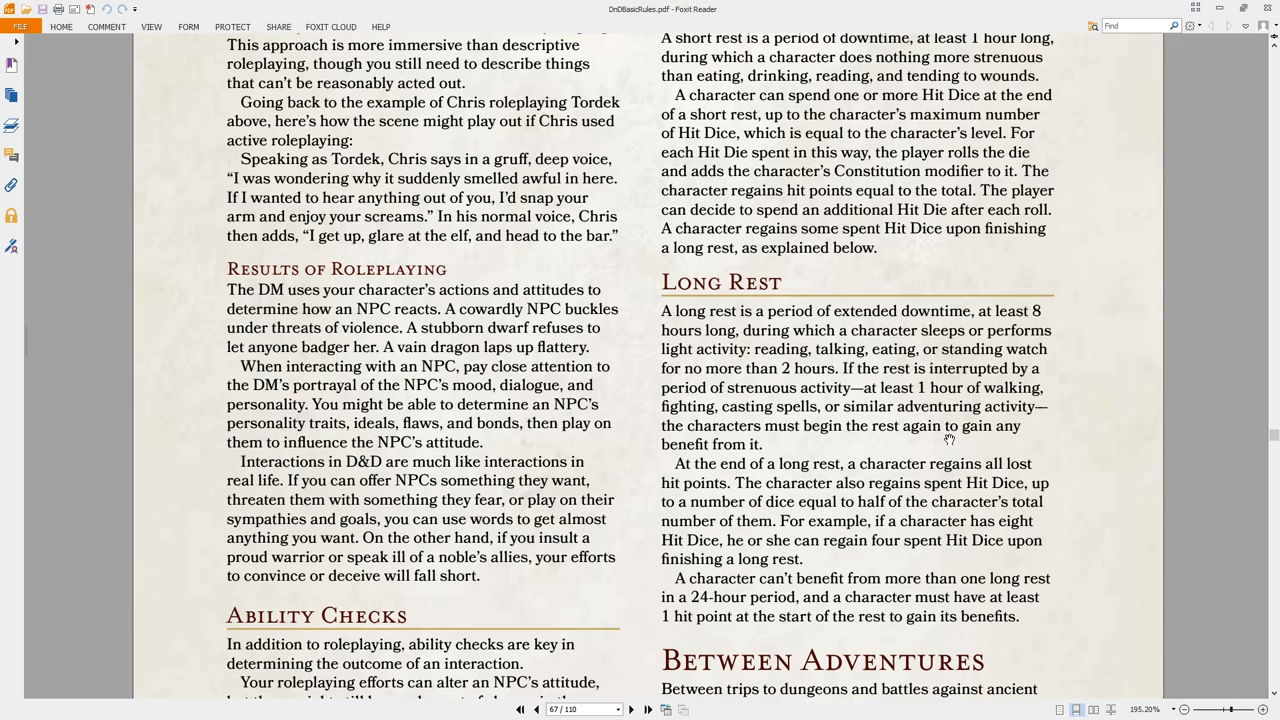 DnDBasicRules.pdf - Foxit Reader
FILE HOME COMMENT VIEW FORM PROTECT SHARE FOXIT CLOUD HELP
Find
This approach is more immersive than descriptive
roleplaying, though you still need to describe things
that can't be reasonably acted out.
Going back to the example of Chris roleplaying Tordek
above, here's how the scene might play out if Chris used
active roleplaying:
Speaking as Tordek, Chris says in a gruff, deep voice,
“I was wondering why it suddenly smelled awful in here.
If I wanted to hear anything out of you, I'd snap your
arm and enjoy your screams.” In his normal voice, Chris
then adds, “I get up, glare at the elf, and head to the bar.”
Results of Roleplaying
The DM uses your character's actions and attitudes to
determine how an NPC reacts. A cowardly NPC buckles
under threats of violence. A stubborn dwarf refuses to
let anyone badger her. A vain dragon laps up flattery.
When interacting with an NPC, pay close attention to
the DM's portrayal of the NPC's mood, dialogue, and
personality. You might be able to determine an NPC's
personality traits, ideals, flaws, and bonds, then play on
them to influence the NPC's attitude.
Interactions in D&D are much like interactions in
real life. If you can offer NPCs something they want,
threaten them with something they fear, or play on their
sympathies and goals, you can use words to get almost
anything you want. On the other hand, if you insult a
proud warrior or speak ill of a noble's allies, your efforts
to convince or deceive will fall short.
Ability Checks
In addition to roleplaying, ability checks are key in
determining the outcome of an interaction.
Your roleplaying efforts can alter an NPC's attitude,
A short rest is a period of downtime, at least 1 hour long,
during which a character does nothing more strenuous
than eating, drinking, reading, and tending to wounds.
A character can spend one or more Hit Dice at the end
of a short rest, up to the character's maximum number
of Hit Dice, which is equal to the character's level. For
each Hit Die spent in this way, the player rolls the die
and adds the character's Constitution modifier to it. The
character regains hit points equal to the total. The player
can decide to spend an additional Hit Die after each roll.
A character regains some spent Hit Dice upon finishing
a long rest, as explained below.
Long Rest
A long rest is a period of extended downtime, at least 8
hours long, during which a character sleeps or performs
light activity: reading, talking, eating, or standing watch
for no more than 2 hours. If the rest is interrupted by a
period of strenuous activity—at least 1 hour of walking,
fighting, casting spells, or similar adventuring activity—
the characters must begin the rest again to gain any
benefit from it.
At the end of a long rest, a character regains all lost
hit points. The character also regains spent Hit Dice, up
to a number of dice equal to half of the character's total
number of them. For example, if a character has eight
Hit Dice, he or she can regain four spent Hit Dice upon
finishing a long rest.
A character can't benefit from more than one long rest
in a 24-hour period, and a character must have at least
1 hit point at the start of the rest to gain its benefits.
Between Adventures
Between trips to dungeons and battles against ancient
67 / 110
195.20%